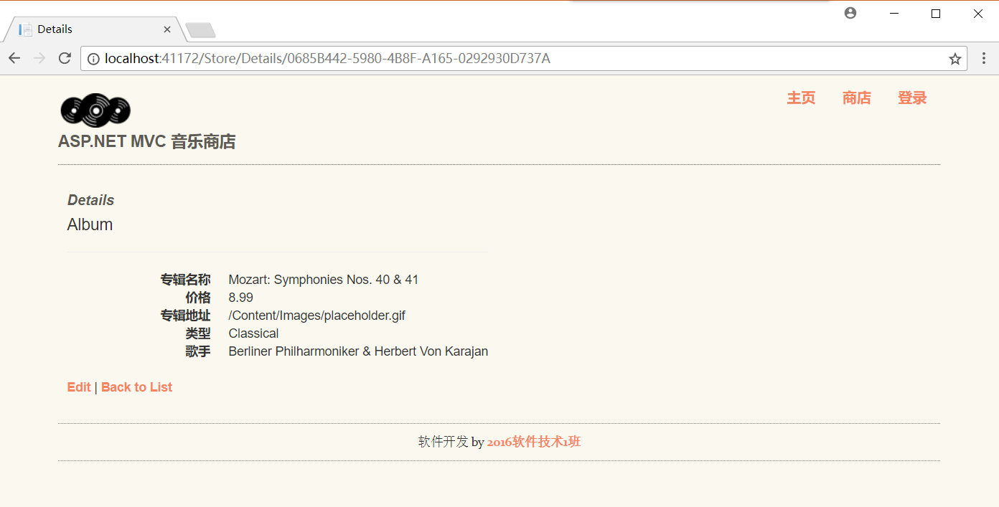 Details
localhost:41172/Store/Details/0685B442-5980-4B8F-A165-0292930D737A
主页 商店 登录
ASP.NET MVC 音乐商店
Details
Album
专辑名称 Mozart: Symphonies Nos. 40 & 41
价格 8.99
专辑地址 /Content/Images/placeholder.gif
类型 Classical
歌手 Berliner Philharmoniker & Herbert Von Karajan
Edit | Back to List
软件开发 by 2016软件技术1班